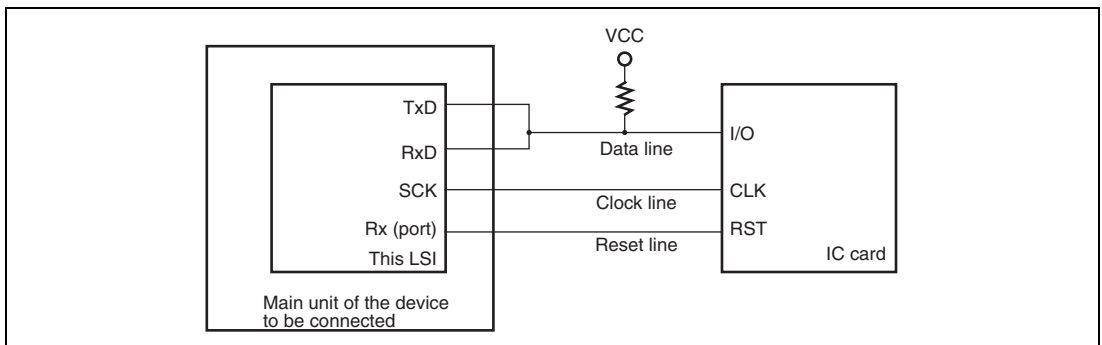 VCC
TxD
RxD
SCK
Rx (port)
This LSI
Data line
Clock line
Reset line
I/O
CLK
RST
IC card
Main unit of the device
to be connected